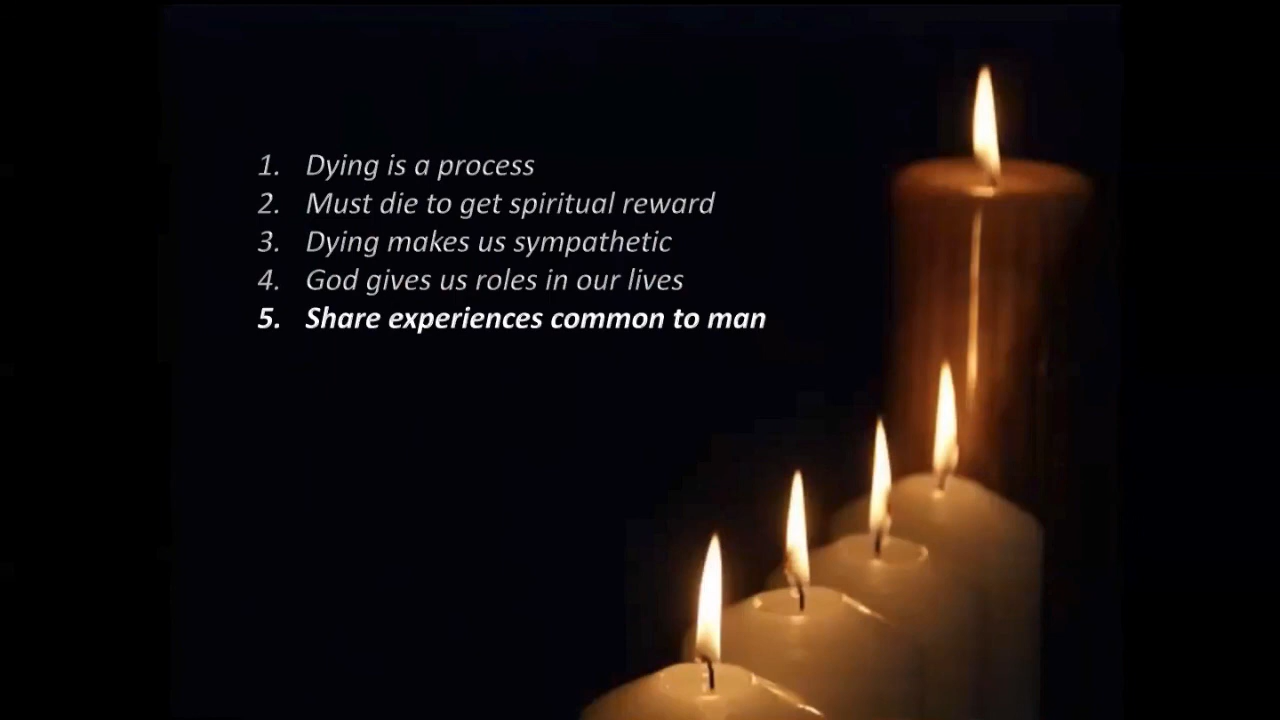 1. Dying is a process
2. Must die to get spiritual reward
3. Dying makes us sympathetic
4. God gives us roles in our lives
5. Share experiences common to man